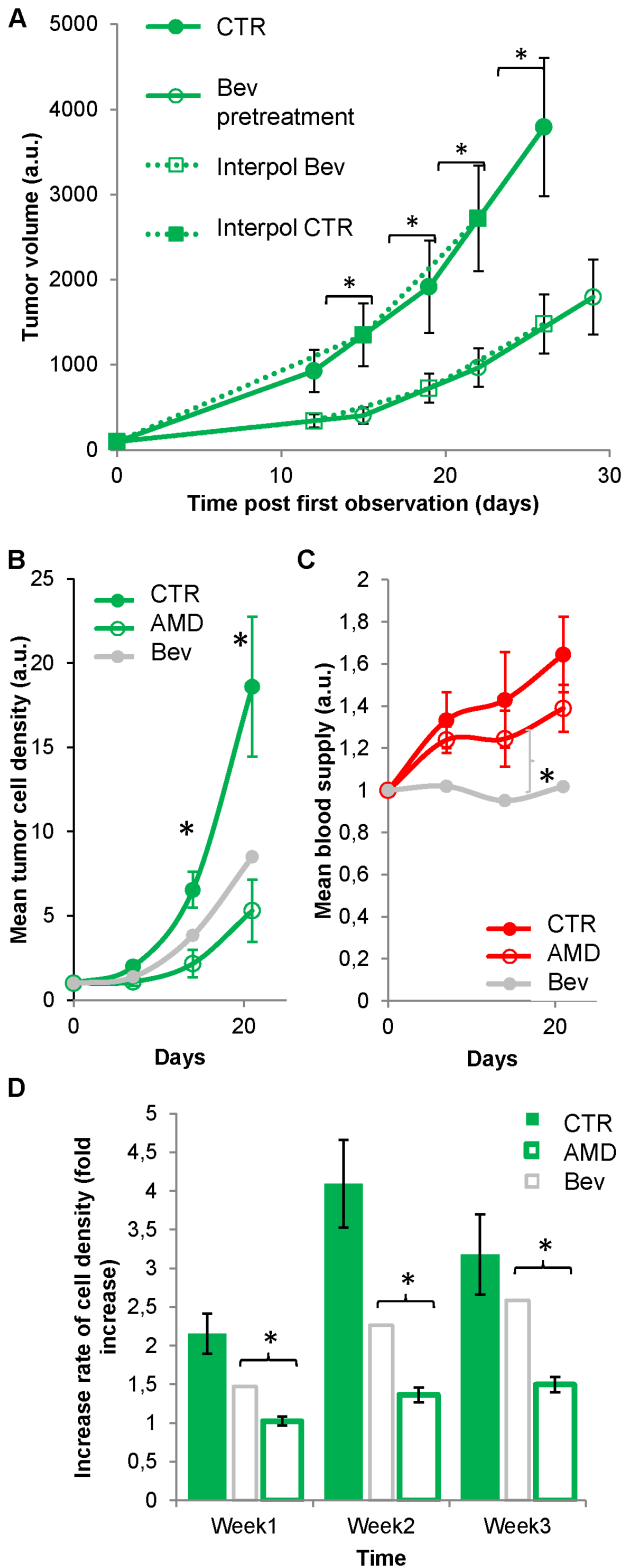 A
5000
4000
3000
2000
1000
0
Tumor volume (a.u.)
CTR
Bev
pretreatment
Interpol Bev
Interpol CTR
*
*
*
*
0
10
20
30
Time post first observation (days)
B
25
20
15
10
5
0
Mean tumor cell density (a.u.)
CTR
AMD
Bev
*
*
0
20
Days
C
2
1,8
1,6
1,4
1,2
1
0,8
0,6
0,4
0,2
0
Mean blood supply (a.u.)
*
CTR
AMD
Bev
0
20
Days
D
5
4,5
4
3,5
3
2,5
2
1,5
1
0,5
0
Increase rate of cell density (fold
increase)
CTR
AMD
Bev
*
*
*
Week1
Week2
Week3
Time